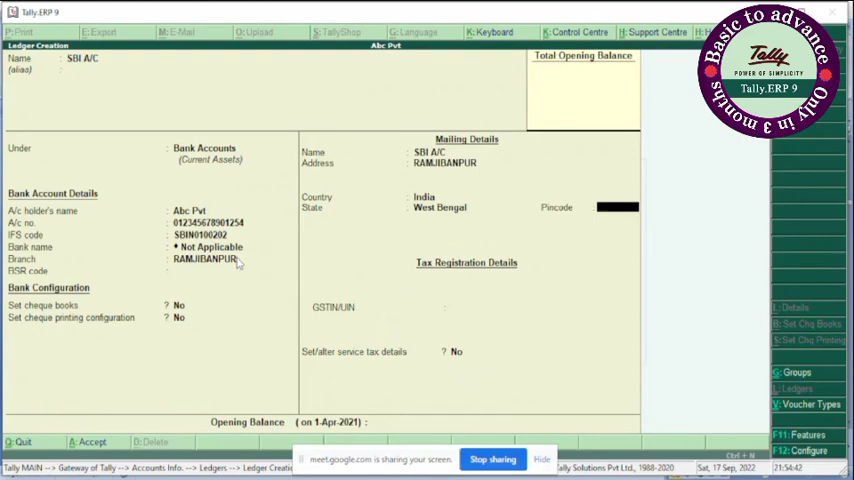 Tally.ERP 9
P: Print E: Export M: E-Mail O: Upload S: TallyShop G: Language K: Keyboard K: Control Centre H: Support Centre
Ledger Creation Abc Pvt
Name : SBI A/C
(alias) :
Total Opening Balance
Basic to advance
Tally
POWER OF SIMPLICITY
Tally.ERP 9
Only in 3 months
Under : Bank Accounts
(Current Assets)
Bank Account Details
A/c holder's name : Abc Pvt
A/c no. : 012345678901254
IFS code : SBIN0100202
Bank name : ♦ Not Applicable
Branch : RAMJIBANPUR
BSR code :
Bank Configuration
Set cheque books ? No
Set cheque printing configuration ? No
Mailing Details
Name : SBI A/C
Address : RAMJIBANPUR
Country : India
State : West Bengal Pincode :
Tax Registration Details
GSTIN/UIN :
Set/alter service tax details ? No
Opening Balance ( on 1-Apr-2021) :
L: Details
B: Set Chq Books
S: Set Chq Printing
G: Groups
L: Ledgers
V: Voucher Types
F11: Features
F12: Configure
Q: Quit A: Accept D: Delete
Ctrl + N
meet.google.com is sharing your screen. Stop sharing Hide
Tally MAIN --> Gateway of Tally --> Accounts Info. --> Ledgers --> Ledger Creatio Tally Solutions Pvt Ltd., 1988-2020 Sat, 17 Sep, 2022 21:54:42